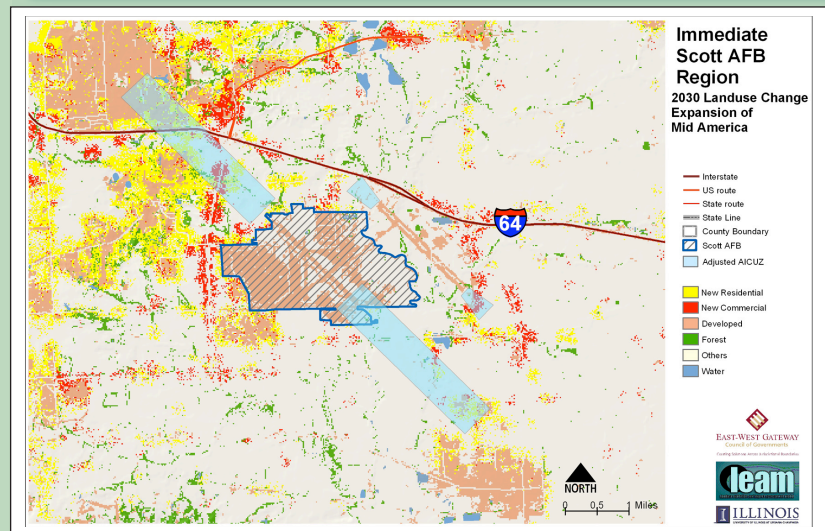 Immediate
Scott AFB
Region
2030 Landuse Change
Expansion of
Mid America
Interstate
US route
State route
State Line
County Boundary
Scott AFB
Adjusted AICUZ
New Residential
New Commercial
Developed
Forest
Others
Water
64
NORTH
0 0.5 1 Miles
EAST-WEST GATEWAY
Council of Governments
leam
ILLINOIS